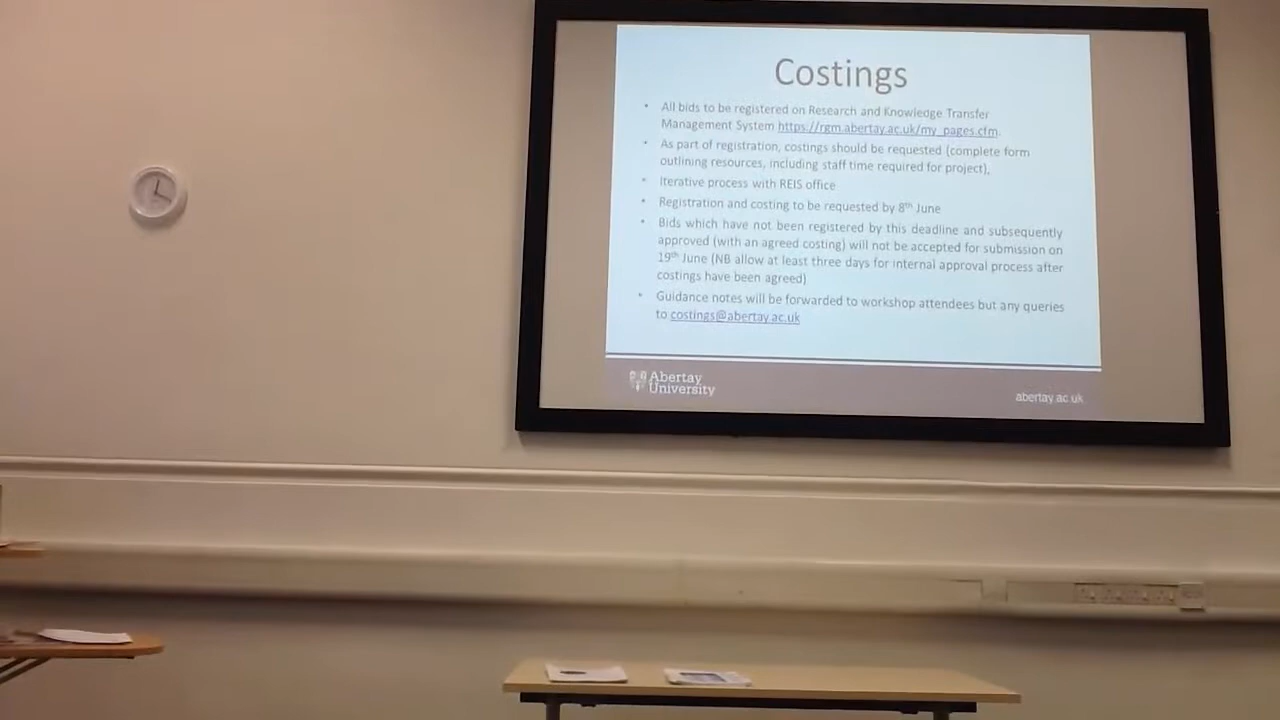 Costings
• All bids to be registered on Research and Knowledge Transfer
Management System https://rgm.abertay.ac.uk/my_pages.cfm.
• As part of registration, costings should be requested (complete form
outlining resources, including staff time required for project),
• Iterative process with REIS office
• Registration and costing to be requested by 8th June
• Bids which have not been registered by this deadline and subsequently
approved (with an agreed costing) will not be accepted for submission on
19th June (NB allow at least three days for internal approval process after
costings have been agreed)
• Guidance notes will be forwarded to workshop attendees but any queries
to costings@abertay.ac.uk
Abertay
University
abertay.ac.uk